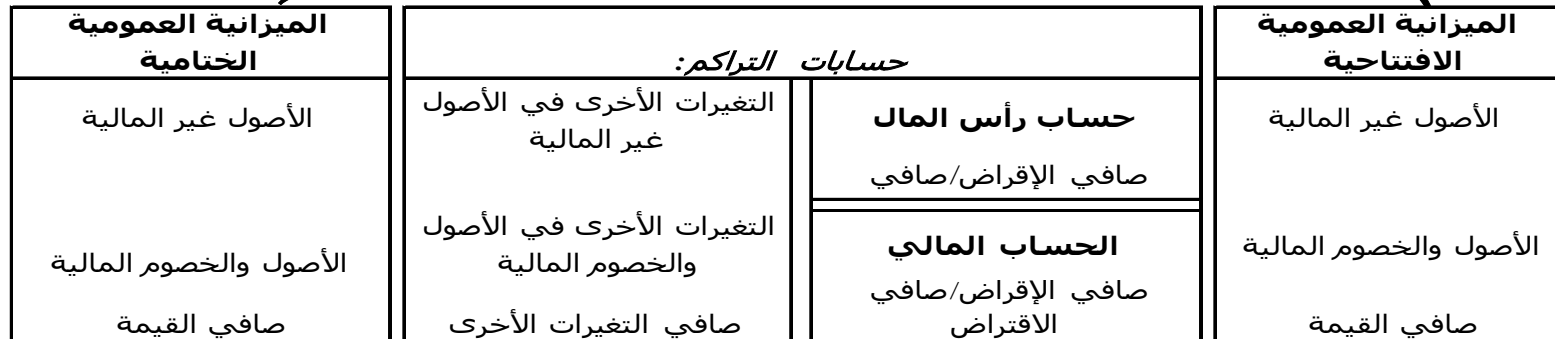 الميزانية العمومية
الافتتاحية
الأصول غير المالية
الأصول والخصوم المالية
صافي القيمة
حسابات التراكم:
حساب رأس المال
صافي الإقراض/صافي
الحساب المالي
صافي الإقراض/صافي
الاقتراض
التغيرات الأخرى في الأصول
غير المالية
التغيرات الأخرى في الأصول
والخصوم المالية
صافي التغيرات الأخرى
الميزانية العمومية
الختامية
الأصول غير المالية
الأصول والخصوم المالية
صافي القيمة